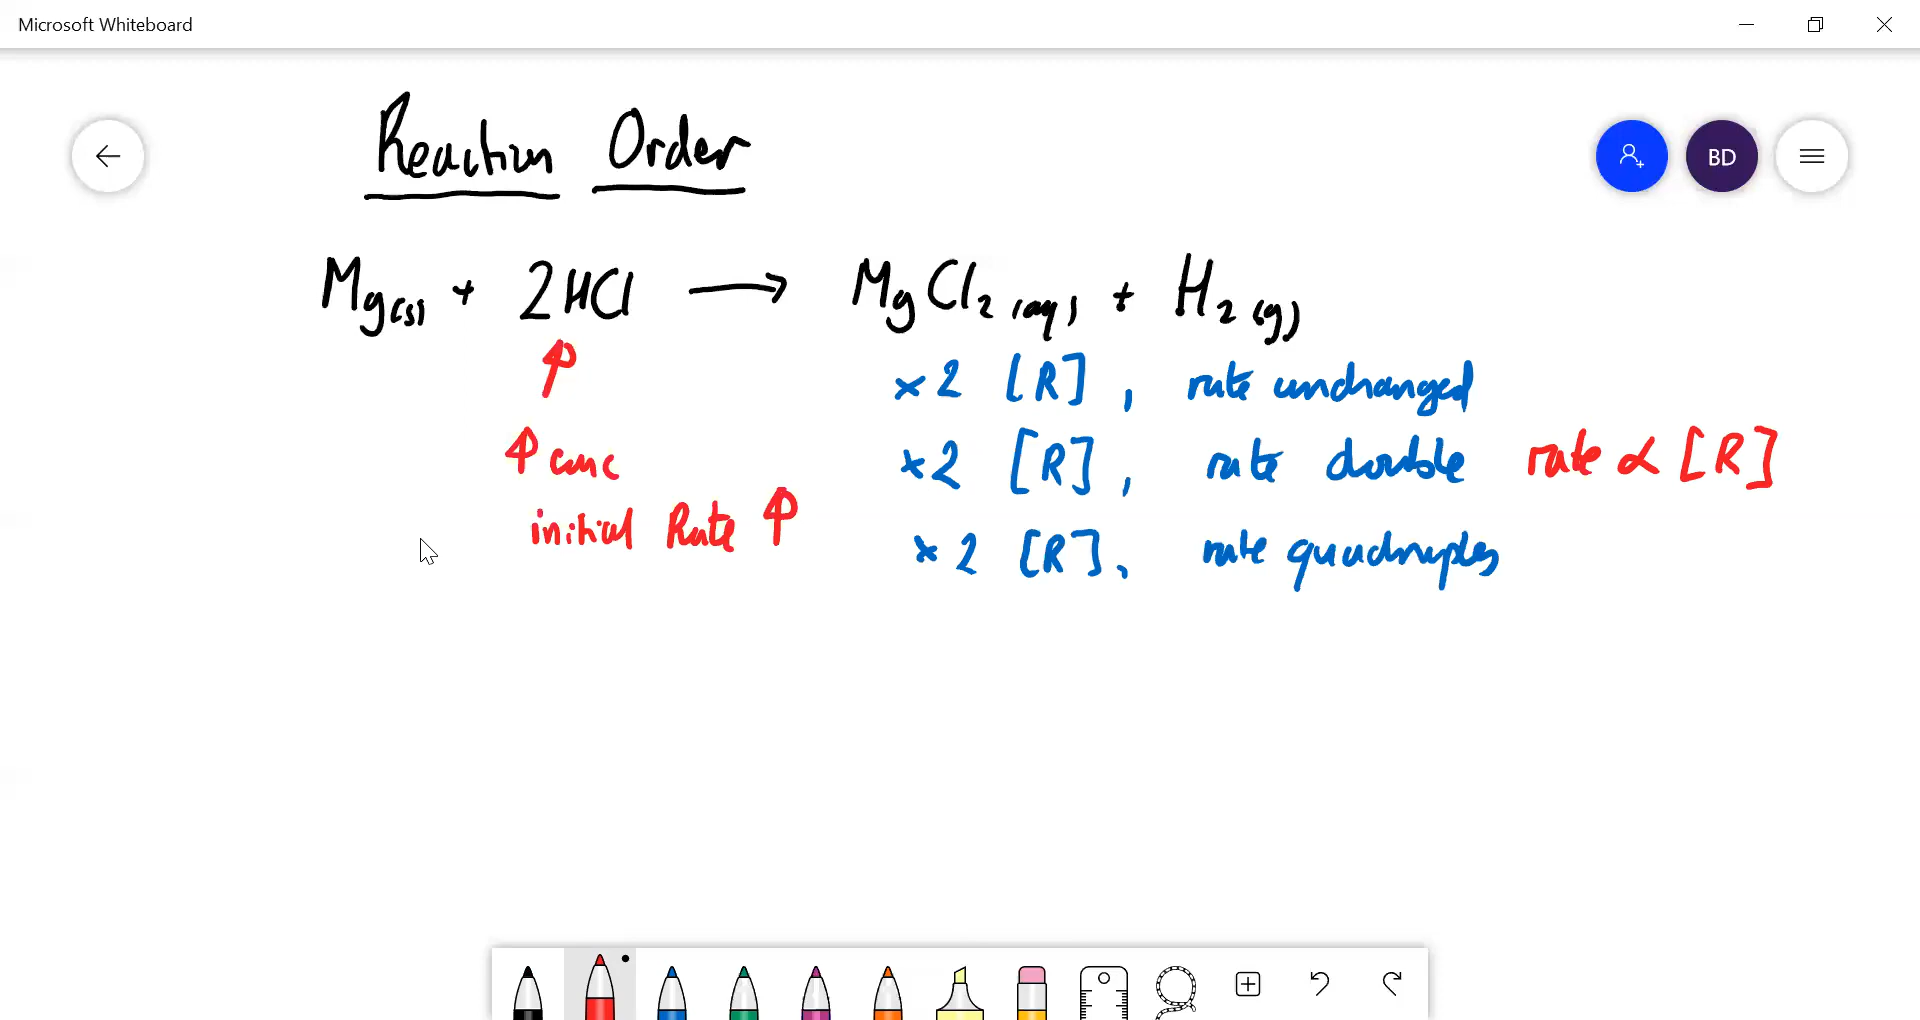 Microsoft Whiteboard
BD
Reaction Order
Mg(s) + 2HCl → MgCl₂(aq) + H₂(g)
↑
↑ conc
initial Rate ↑
×2 [R], rate unchanged
×2 [R], rate double rate ∝ [R]
×2 [R], rate quadruples